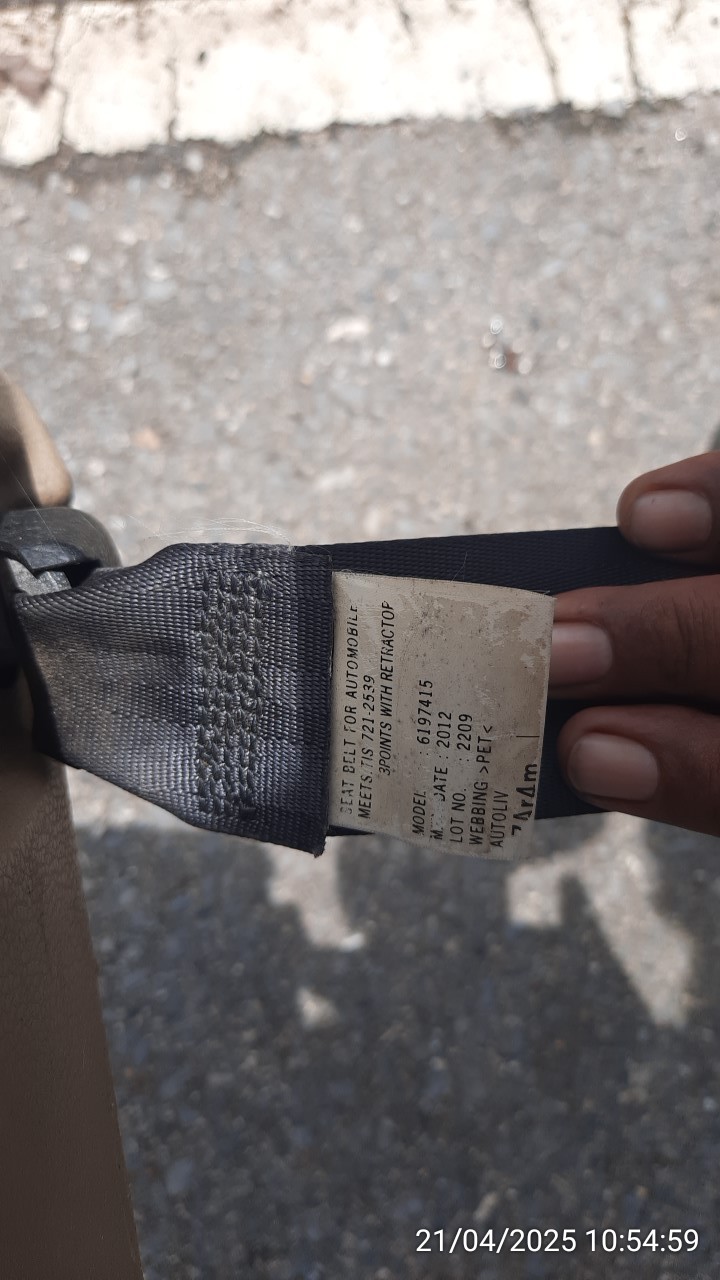 SEAT BELT FOR AUTOMOBILE
MEETS.TIS 721-2539
3POINTS WITH RETRACTOP
MODEL : 6197415
DATE : 2012
LOT NO. : 2209
WEBBING >PET<
AUTOLIV
21/04/2025 10:54:59